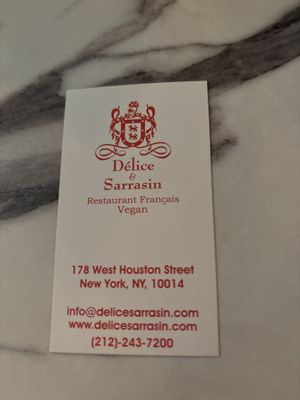 Délice
&
Sarrasin
Restaurant Français
Vegan
178 West Houston Street
New York, NY, 10014
info@delicesarrasin.com
www.delicesarrasin.com
(212)-243-7200